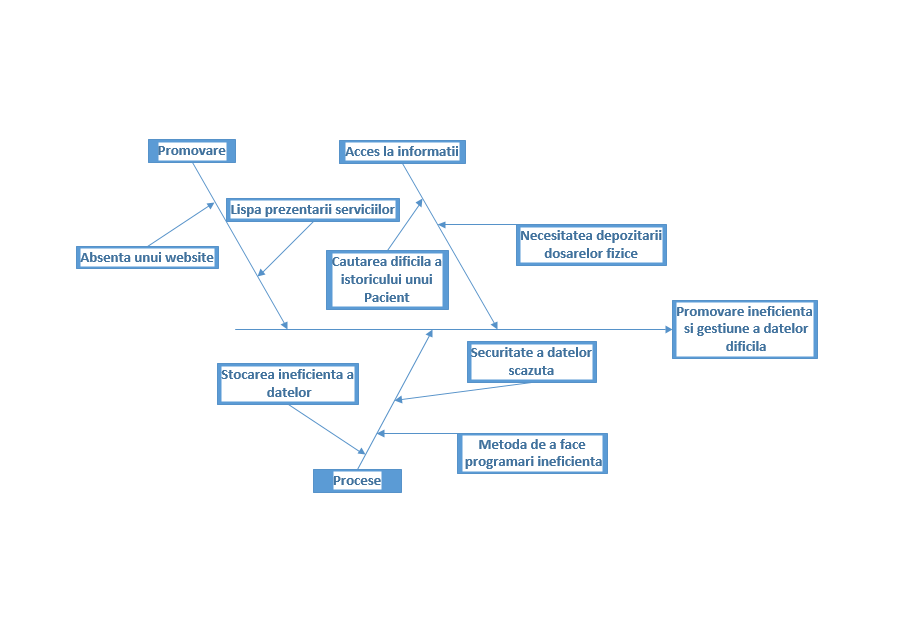 Promovare
Acces la informatii
Lispa prezentarii serviciilor
Absenta unui website
Cautarea dificila a
istoricului unui
Pacient
Necesitatea depozitarii
dosarelor fizice
Promovare ineficienta
si gestiune a datelor
dificila
Stocarea ineficienta a
datelor
Securitate a datelor
scazuta
Metoda de a face
programari ineficienta
Procese